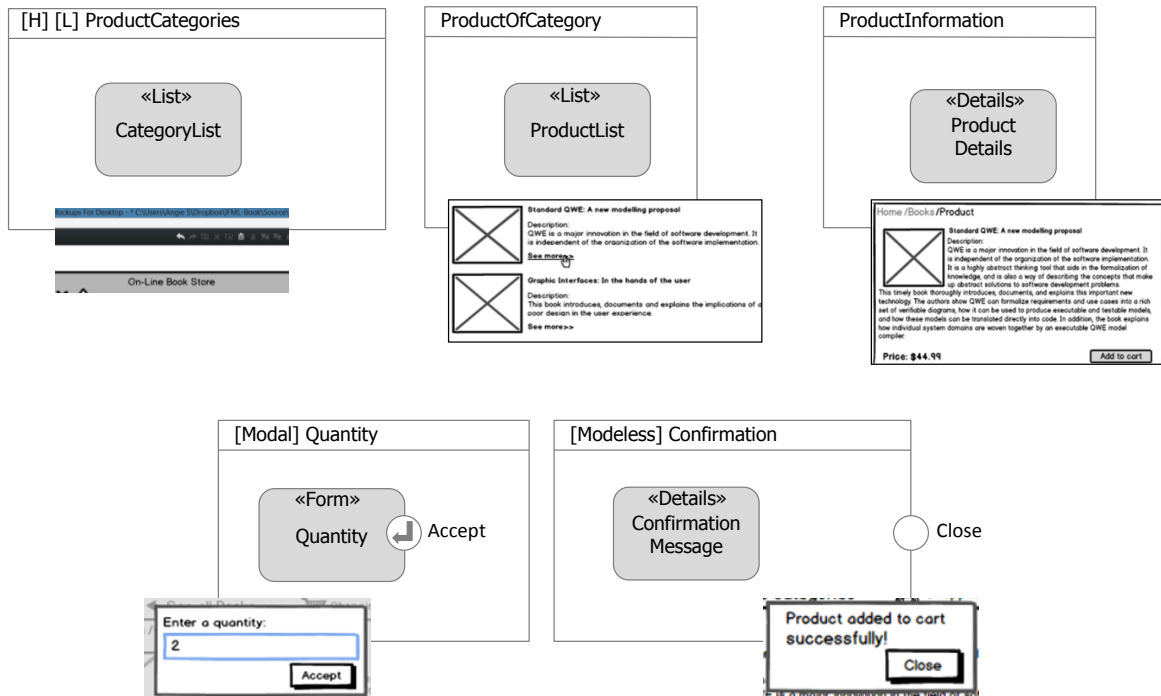 [H] [L] ProductCategories
«List»
CategoryList
Mockups For Desktop - * C:\Users\Angie S\Dropbox\IFML-Book\Source\
On-Line Book Store
ProductOfCategory
«List»
ProductList
Standard QWE: A new modelling proposal
Description:
QWE is a major innovation in the field of software development. It
is independent of the organization of the software implementation.
See more>>
Graphic Interfaces: In the hands of the user
Description:
This book introduces, documents and explains the implications of a
poor design in the user experience.
See more>>
ProductInformation
«Details»
Product
Details
Home /Books/Product
Standard QWE: A new modelling proposal
Description:
QWE is a major innovation in the field of software development. It
is independent of the organization of the software implementation.
It is a highly abstract thinking tool that aids in the formalization of
knowledge, and is also a way of describing the concepts that make
up abstract solutions to software development problems.
This timely book thoroughly introduces, documents, and explains this important new
technology. The authors show QWE can formalize requirements and use cases into a rich
set of verifiable diagrams, how it can be used to produce executable and testable models,
and how these models can be translated directly into code. In addition, the book explains
how individual system domains are woven together by an executable QWE model
compiler.
Price: $44.99
Add to cart
[Modal] Quantity
«Form»
Quantity
Accept
Enter a quantity:
2
Accept
[Modeless] Confirmation
«Details»
Confirmation
Message
Close
Product added to cart
successfully!
Close